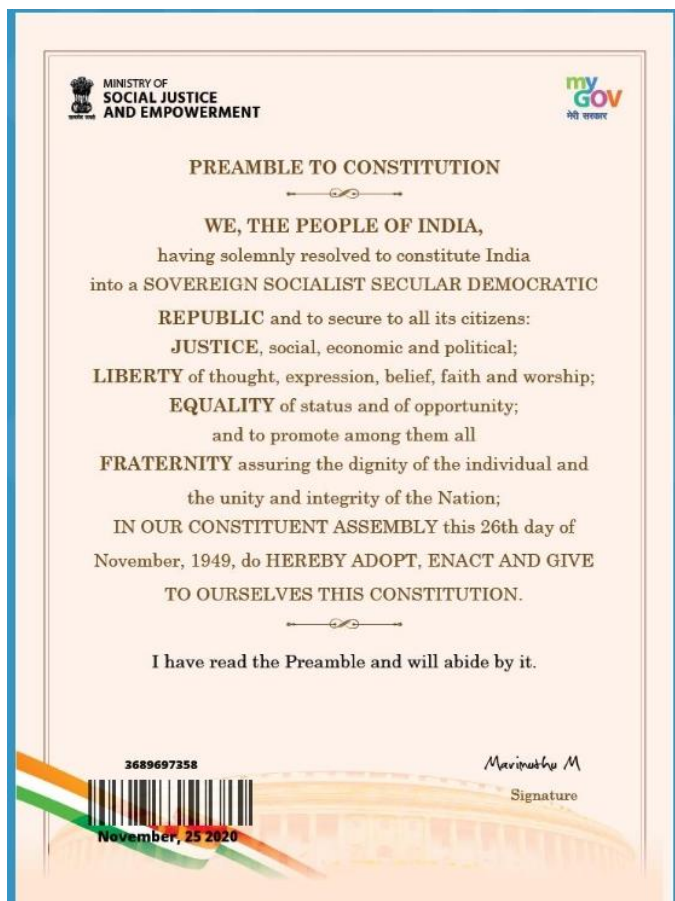 MINISTRY OF
SOCIAL JUSTICE
AND EMPOWERMENT
सत्यमेव जयते
my
GOV
मेरी सरकार
PREAMBLE TO CONSTITUTION
WE, THE PEOPLE OF INDIA,
having solemnly resolved to constitute India
into a SOVEREIGN SOCIALIST SECULAR DEMOCRATIC
REPUBLIC and to secure to all its citizens:
JUSTICE, social, economic and political;
LIBERTY of thought, expression, belief, faith and worship;
EQUALITY of status and of opportunity;
and to promote among them all
FRATERNITY assuring the dignity of the individual and
the unity and integrity of the Nation;
IN OUR CONSTITUENT ASSEMBLY this 26th day of
November, 1949, do HEREBY ADOPT, ENACT AND GIVE
TO OURSELVES THIS CONSTITUTION.
I have read the Preamble and will abide by it.
3689697358
November, 25 2020
Marimuthu M
Signature